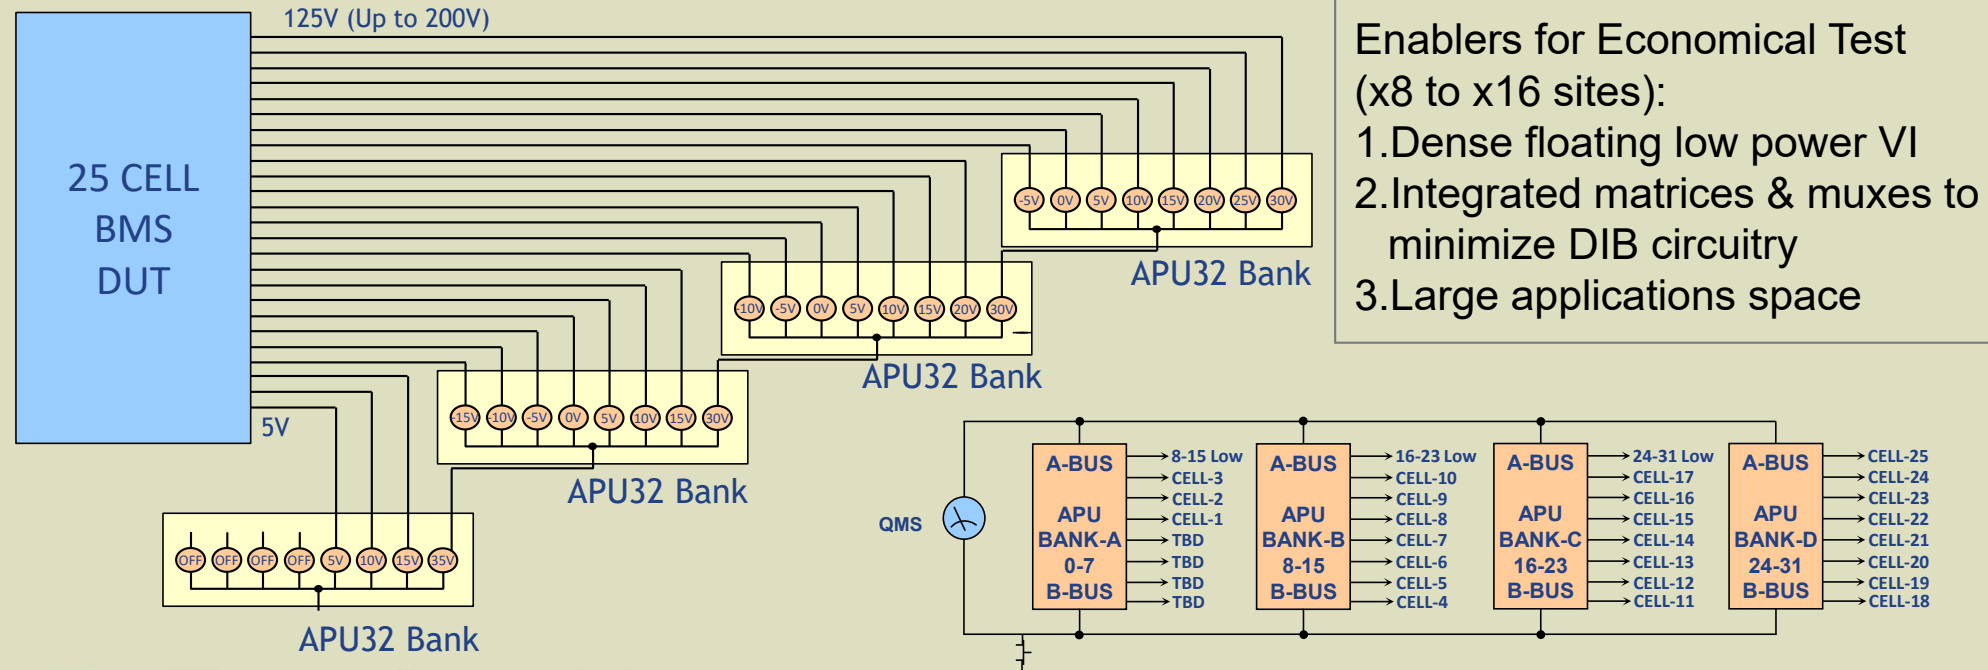 125V (Up to 200V)
25 CELL
BMS
DUT
5V
Enablers for Economical Test
(x8 to x16 sites):
1.Dense floating low power VI
2.Integrated matrices & muxes to
minimize DIB circuitry
3.Large applications space
-5V 0V 5V 10V 15V 20V 25V 30V
APU32 Bank
-10V -5V 0V 5V 10V 15V 20V 30V
APU32 Bank
-15V -10V -5V 0V 5V 10V 15V 30V
APU32 Bank
OFF OFF OFF OFF 5V 10V 15V 35V
APU32 Bank
QMS
A-BUS
APU
BANK-A
0-7
B-BUS
8-15 Low
CELL-3
CELL-2
CELL-1
TBD
TBD
TBD
TBD
A-BUS
APU
BANK-B
8-15
B-BUS
16-23 Low
CELL-10
CELL-9
CELL-8
CELL-7
CELL-6
CELL-5
CELL-4
A-BUS
APU
BANK-C
16-23
B-BUS
24-31 Low
CELL-17
CELL-16
CELL-15
CELL-14
CELL-13
CELL-12
CELL-11
A-BUS
APU
BANK-D
24-31
B-BUS
CELL-25
CELL-24
CELL-23
CELL-22
CELL-21
CELL-20
CELL-19
CELL-18